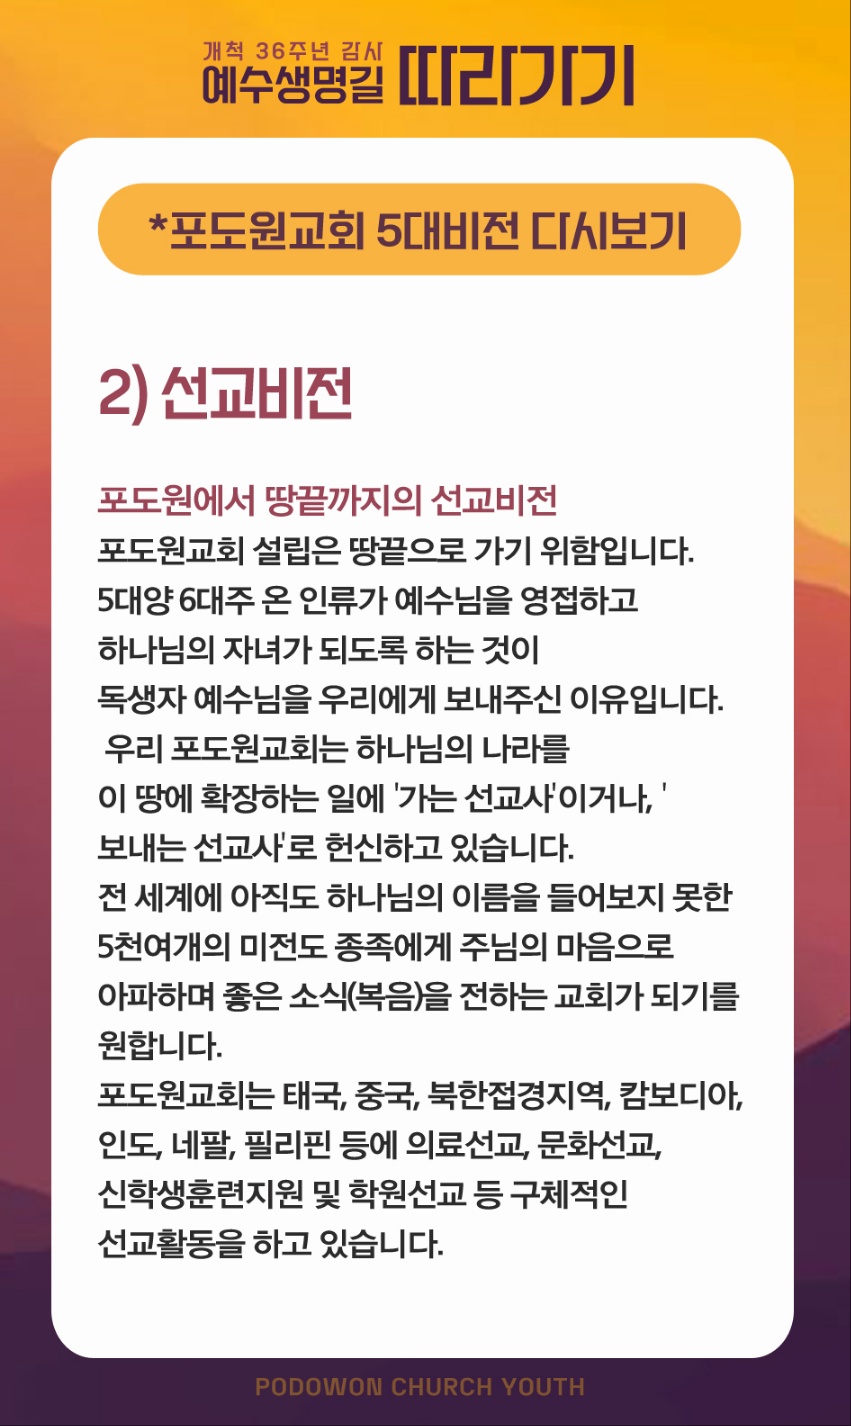 개척 36주년 감사
예수생명길 따라가기
*포도원교회 5대비전 다시보기
2) 선교비전
포도원에서 땅끝까지의 선교비전
포도원교회 설립은 땅끝으로 가기 위함입니다.
5대양 6대주 온 인류가 예수님을 영접하고
하나님의 자녀가 되도록 하는 것이
독생자 예수님을 우리에게 보내주신 이유입니다.
우리 포도원교회는 하나님의 나라를
이 땅에 확장하는 일에 '가는 선교사'이거나, '
보내는 선교사'로 헌신하고 있습니다.
전 세계에 아직도 하나님의 이름을 들어보지 못한
5천여개의 미전도 종족에게 주님의 마음으로
아파하며 좋은 소식(복음)을 전하는 교회가 되기를
원합니다.
포도원교회는 태국, 중국, 북한접경지역, 캄보디아,
인도, 네팔, 필리핀 등에 의료선교, 문화선교,
신학생훈련지원 및 학원선교 등 구체적인
선교활동을 하고 있습니다.
PODOWON CHURCH YOUTH